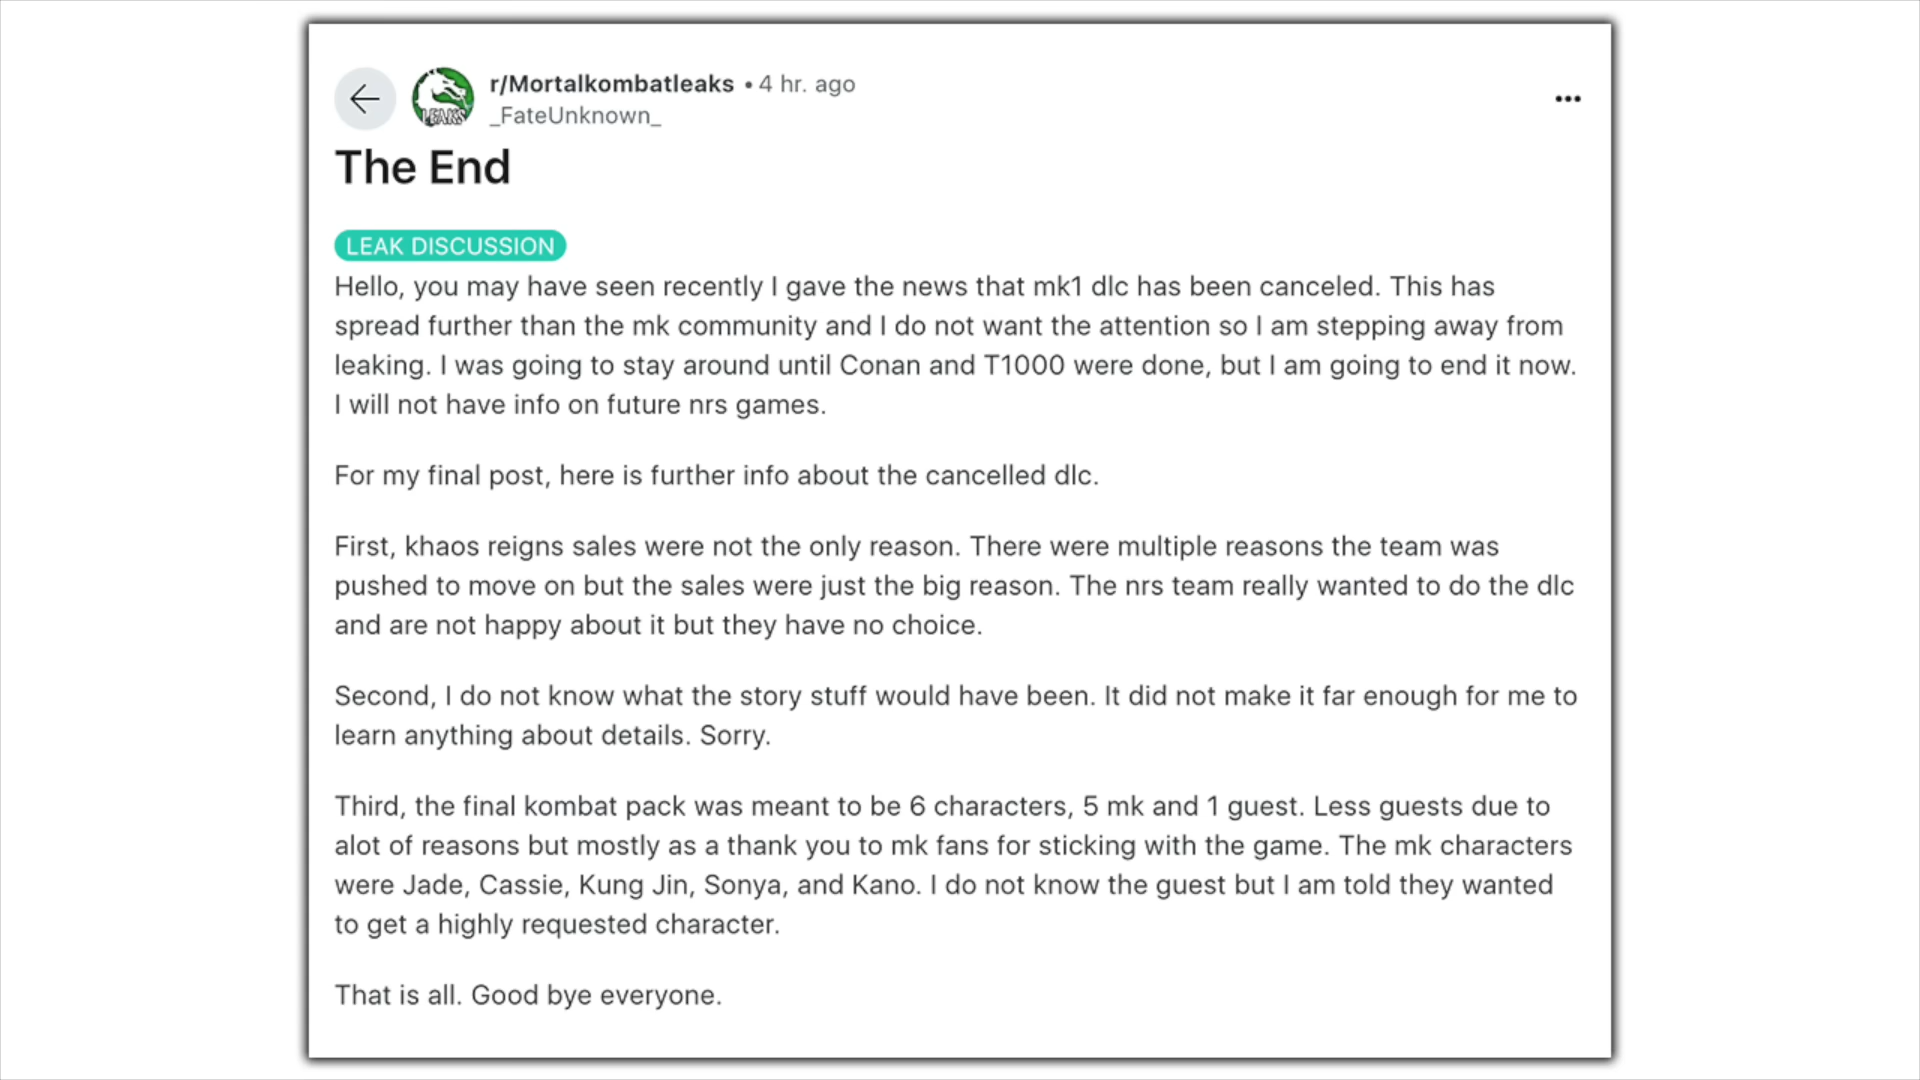 r/Mortalkombatleaks • 4 hr. ago
_FateUnknown_
LEAKS
The End
LEAK DISCUSSION
Hello, you may have seen recently I gave the news that mk1 dlc has been canceled. This has
spread further than the mk community and I do not want the attention so I am stepping away from
leaking. I was going to stay around until Conan and T1000 were done, but I am going to end it now.
I will not have info on future nrs games.
For my final post, here is further info about the cancelled dlc.
First, khaos reigns sales were not the only reason. There were multiple reasons the team was
pushed to move on but the sales were just the big reason. The nrs team really wanted to do the dlc
and are not happy about it but they have no choice.
Second, I do not know what the story stuff would have been. It did not make it far enough for me to
learn anything about details. Sorry.
Third, the final kombat pack was meant to be 6 characters, 5 mk and 1 guest. Less guests due to
alot of reasons but mostly as a thank you to mk fans for sticking with the game. The mk characters
were Jade, Cassie, Kung Jin, Sonya, and Kano. I do not know the guest but I am told they wanted
to get a highly requested character.
That is all. Good bye everyone.